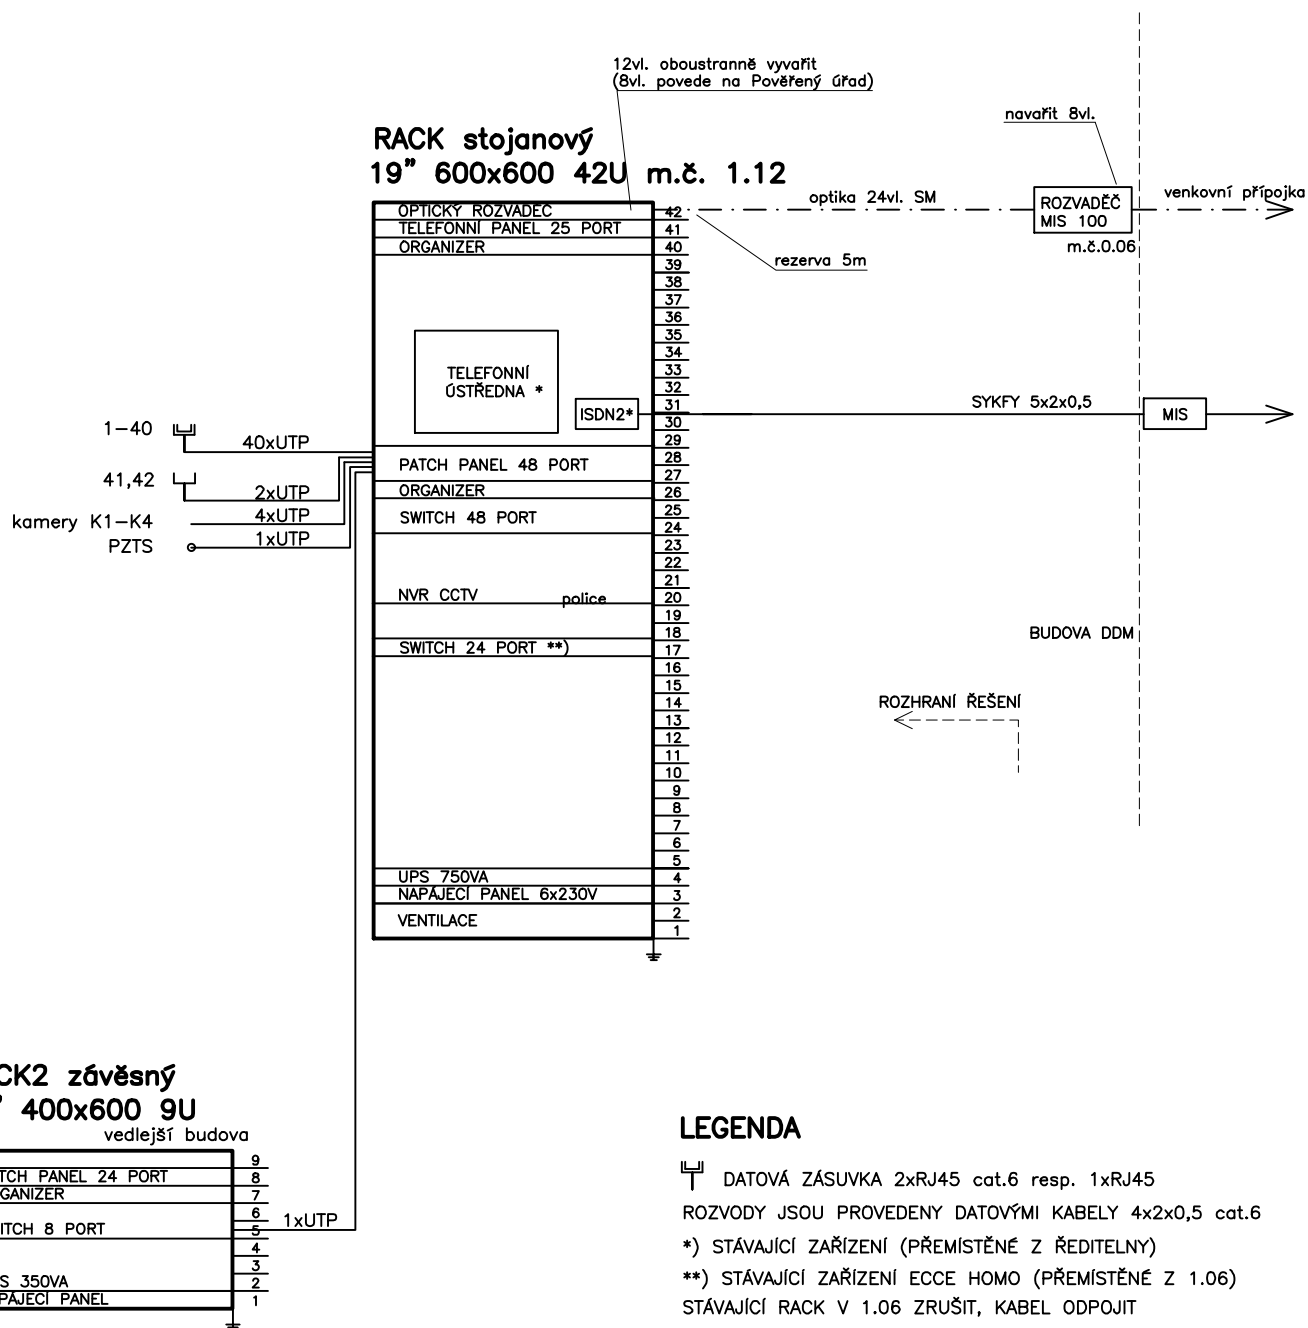 12vl. oboustranně vyvařit
(8vl. povede na Pověřený úřad)
navařit 8vl.
RACK stojanový
19" 600x600 42U m.č. 1.12
optika 24vl. SM
ROZVADĚČ
MIS 100
m.č.0.06
venkovní přípojka
rezerva 5m
OPTICKÝ ROZVADĚČ
TELEFONNÍ PANEL 25 PORT
ORGANIZER
TELEFONNÍ
ÚSTŘEDNA *
ISDN2*
SYKFY 5x2x0,5
MIS
PATCH PANEL 48 PORT
ORGANIZER
SWITCH 48 PORT
NVR CCTV police
SWITCH 24 PORT **)
UPS 750VA
NAPÁJECÍ PANEL 6x230V
VENTILACE
42
41
40
39
38
37
36
35
34
33
32
31
30
29
28
27
26
25
24
23
22
21
20
19
18
17
16
15
14
13
12
11
10
9
8
7
6
5
4
3
2
1
1-40 40xUTP
41,42 2xUTP
kamery K1-K4 4xUTP
PZTS 1xUTP
BUDOVA DDM
ROZHRANÍ ŘEŠENÍ
CK2 závěsný
" 400x600 9U
vedlejší budova
TCH PANEL 24 PORT
GANIZER
ITCH 8 PORT
S 350VA
PÁJECÍ PANEL
9
8
7
6
5
4
3
2
1
1xUTP
LEGENDA
DATOVÁ ZÁSUVKA 2xRJ45 cat.6 resp. 1xRJ45
ROZVODY JSOU PROVEDENY DATOVÝMI KABELY 4x2x0,5 cat.6
*) STÁVAJÍCÍ ZAŘÍZENÍ (PŘEMÍSTĚNÉ Z ŘEDITELNY)
**) STÁVAJÍCÍ ZAŘÍZENÍ ECCE HOMO (PŘEMÍSTĚNÉ Z 1.06)
STÁVAJÍCÍ RACK V 1.06 ZRUŠIT, KABEL ODPOJIT